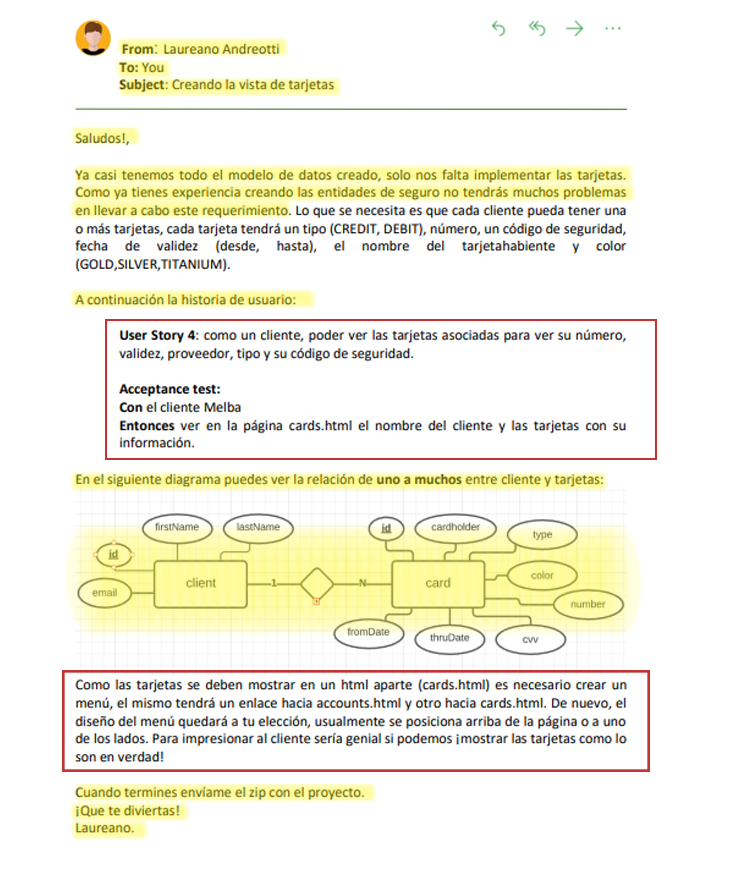 From: Laureano Andreotti
To: You
Subject: Creando la vista de tarjetas
Saludos!,
Ya casi tenemos todo el modelo de datos creado, solo nos falta implementar las tarjetas.
Como ya tienes experiencia creando las entidades de seguro no tendrás muchos problemas
en llevar a cabo este requerimiento. Lo que se necesita es que cada cliente pueda tener una
o más tarjetas, cada tarjeta tendrá un tipo (CREDIT, DEBIT), número, un código de seguridad,
fecha de validez (desde, hasta), el nombre del tarjetahabiente y color
(GOLD,SILVER,TITANIUM).
A continuación la historia de usuario:
User Story 4: como un cliente, poder ver las tarjetas asociadas para ver su número,
validez, proveedor, tipo y su código de seguridad.
Acceptance test:
Con el cliente Melba
Entonces ver en la página cards.html el nombre del cliente y las tarjetas con su
información.
En el siguiente diagrama puedes ver la relación de uno a muchos entre cliente y tarjetas:
firstName
lastName
id
cardholder
type
id
client
1
N
card
color
email
number
fromDate
thruDate
cvv
Como las tarjetas se deben mostrar en un html aparte (cards.html) es necesario crear un
menú, el mismo tendrá un enlace hacia accounts.html y otro hacia cards.html. De nuevo, el
diseño del menú quedará a tu elección, usualmente se posiciona arriba de la página o a uno
de los lados. Para impresionar al cliente sería genial si podemos ¡mostrar las tarjetas como lo
son en verdad!
Cuando termines envíame el zip con el proyecto.
¡Que te diviertas!
Laureano.